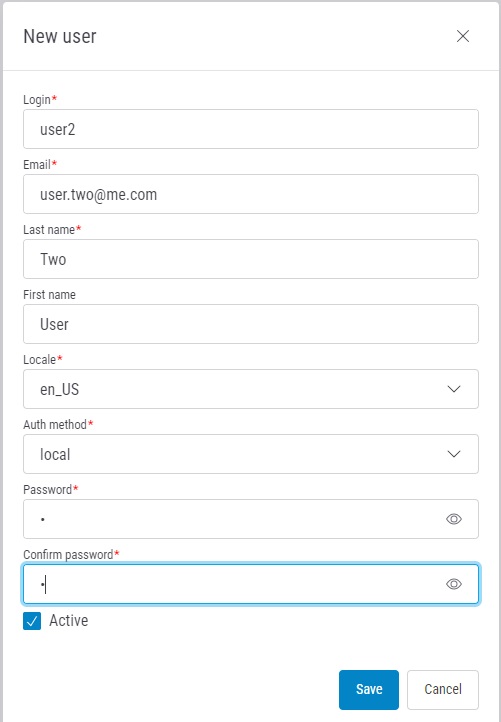 New user
Login*
user2
Email*
user.two@me.com
Last name*
Two
First name
User
Locale*
en_US
Auth method*
local
Password*
•
Confirm password*
•
Active
Save Cancel